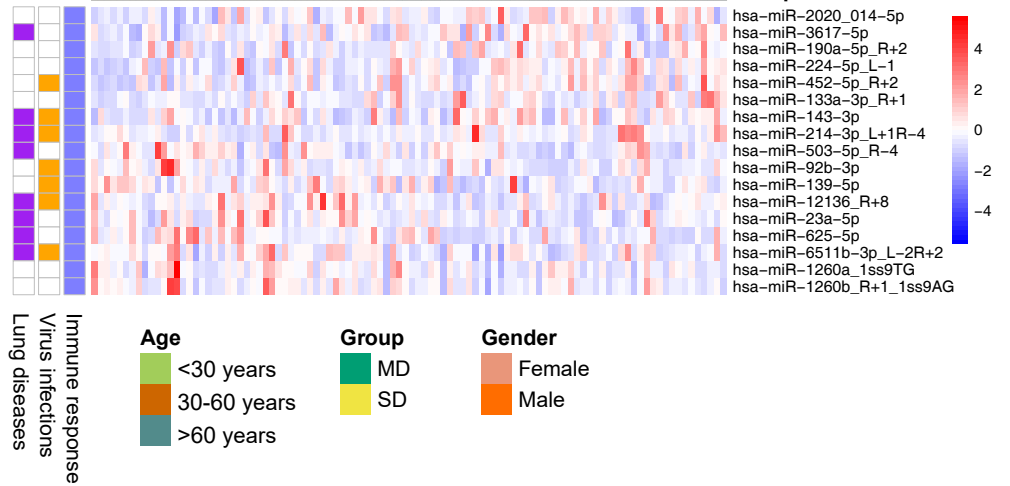 hsa−miR−2020_014−5p
hsa−miR−3617−5p
hsa−miR−190a−5p_R+2
hsa−miR−224−5p_L−1
hsa−miR−452−5p_R+2
hsa−miR−133a−3p_R+1
hsa−miR−143−3p
hsa−miR−214−3p_L+1R−4
hsa−miR−503−5p_R−4
hsa−miR−92b−3p
hsa−miR−139−5p
hsa−miR−12136_R+8
hsa−miR−23a−5p
hsa−miR−625−5p
hsa−miR−6511b−3p_L−2R+2
hsa−miR−1260a_1ss9TG
hsa−miR−1260b_R+1_1ss9AG
4
2
0
−2
−4
Lung diseases
Virus infections
Immune response
Age
<30 years
30-60 years
>60 years
Group
MD
SD
Gender
Female
Male